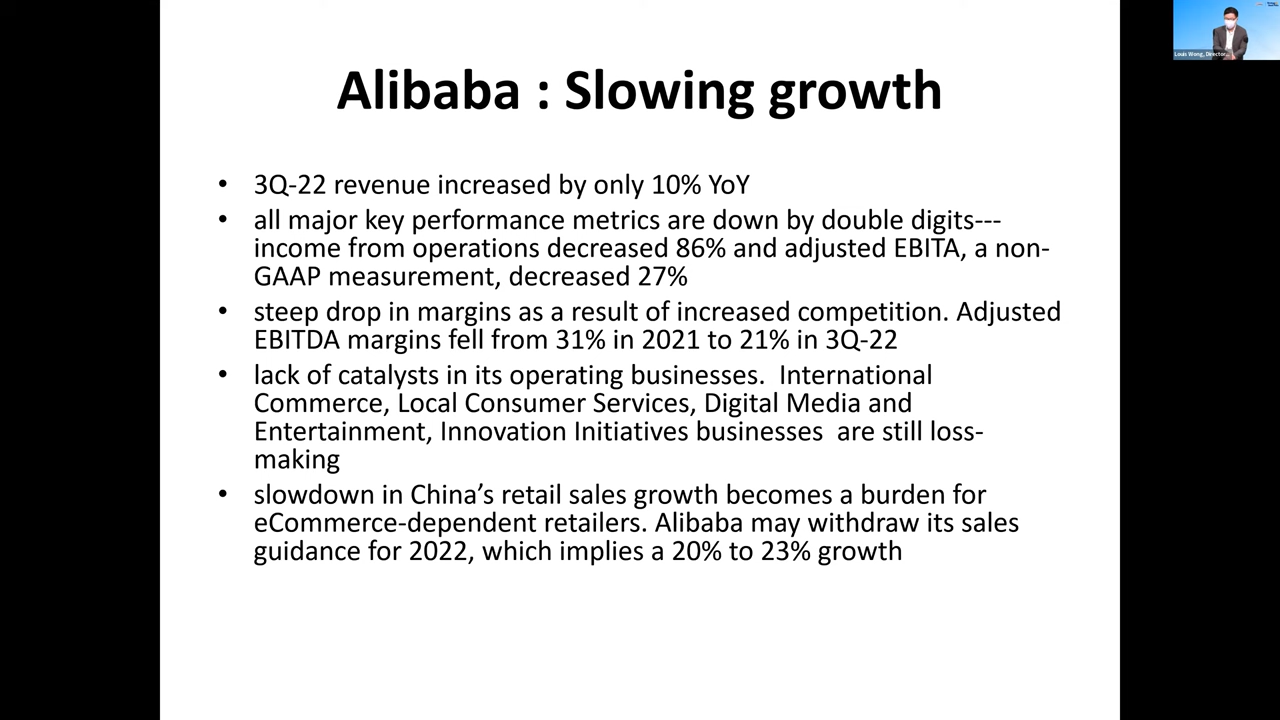 Alibaba : Slowing growth
• 3Q-22 revenue increased by only 10% YoY
• all major key performance metrics are down by double digits---
income from operations decreased 86% and adjusted EBITA, a non-
GAAP measurement, decreased 27%
• steep drop in margins as a result of increased competition. Adjusted
EBITDA margins fell from 31% in 2021 to 21% in 3Q-22
• lack of catalysts in its operating businesses.  International
Commerce, Local Consumer Services, Digital Media and
Entertainment, Innovation Initiatives businesses  are still loss-
making
• slowdown in China’s retail sales growth becomes a burden for
eCommerce-dependent retailers. Alibaba may withdraw its sales
guidance for 2022, which implies a 20% to 23% growth
Louis Wong, Director...